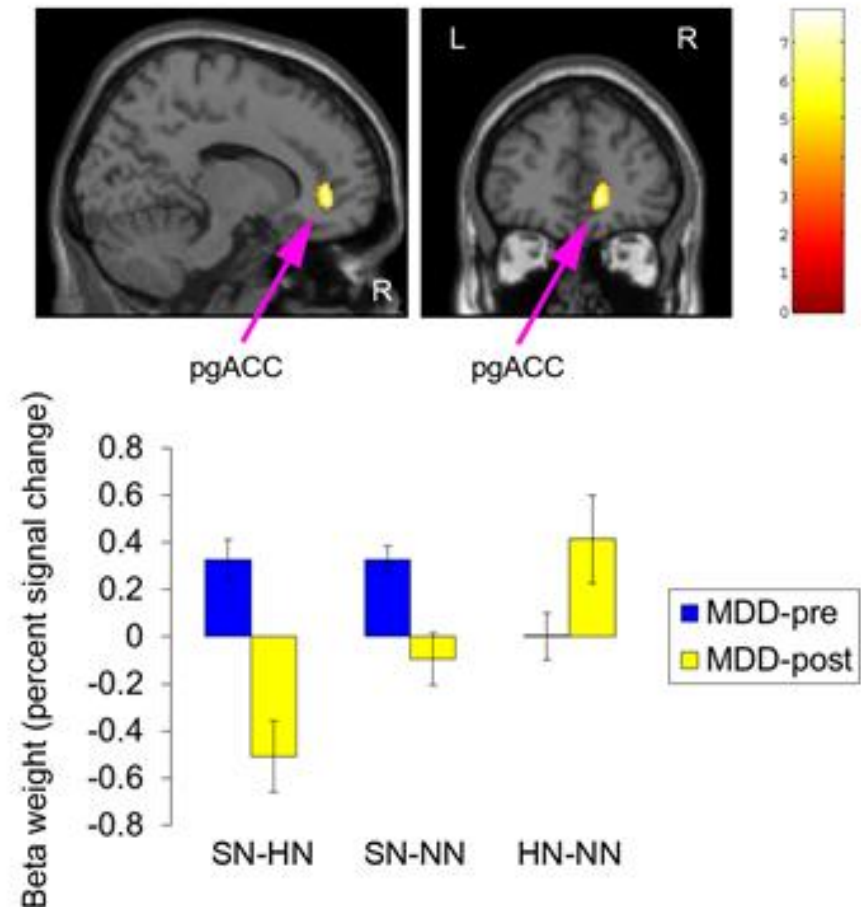 L R
R
7
6
5
4
3
2
1
0
pgACC pgACC
Beta weight (percent signal change)
0.8
0.6
0.4
0.2
0
-0.2
-0.4
-0.6
-0.8
SN-HN SN-NN HN-NN
MDD-pre
MDD-post